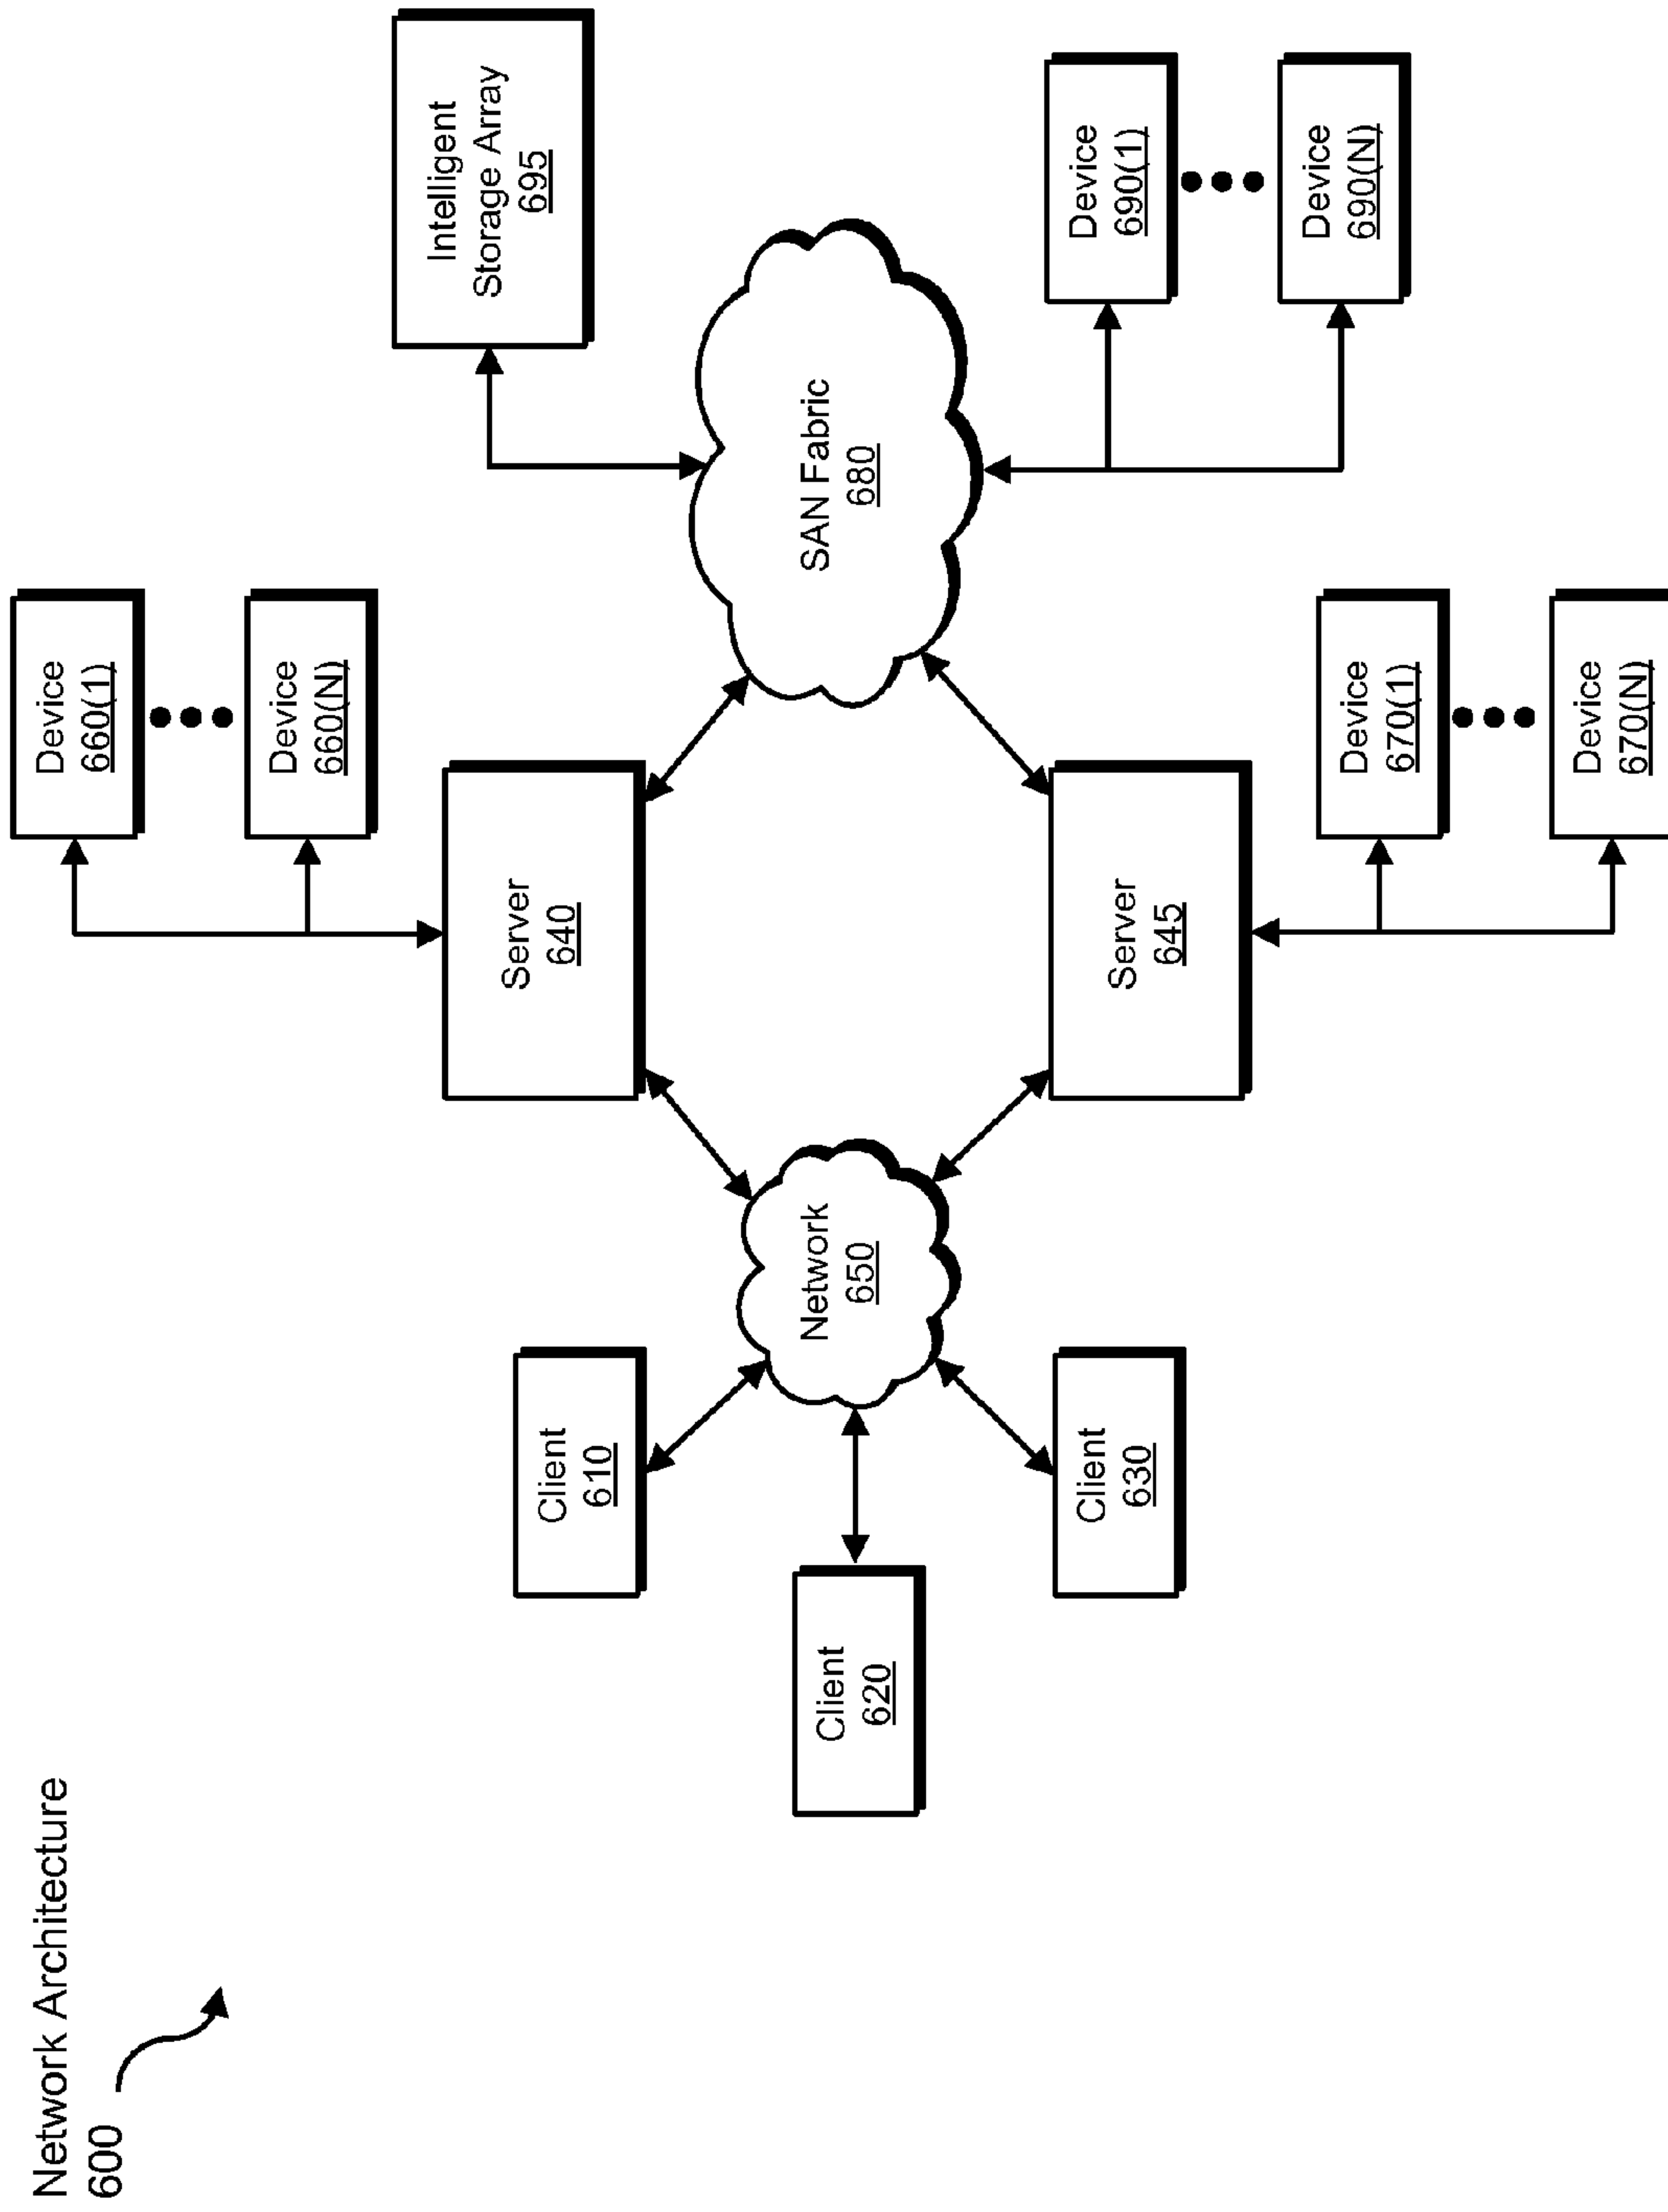 Network Architecture
600
Device
660(1)
Device
660(N)
Intelligent
Storage Array
695
Client
610
Server
640
Client
620
Network
650
SAN Fabric
680
Client
630
Server
645
Device
690(1)
Device
690(N)
Device
670(1)
Device
670(N)